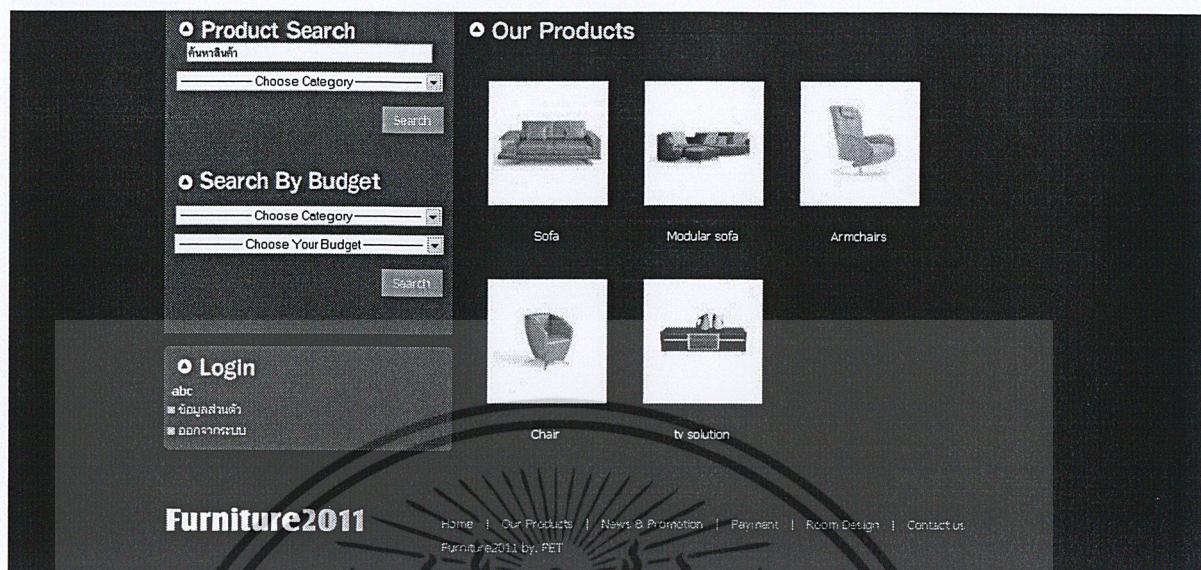 Product Search
ค้นหาสินค้า
Choose Category
Search
Search By Budget
Choose Category
Choose Your Budget
Search
Login
abc
ข้อมูลส่วนตัว
ออกจากระบบ
Our Products
Sofa
Modular sofa
Armchairs
Chair
tv solution
Furniture2011
Home | Our Products | News & Promotion | Payment | Room Design | Contact us
Furniture2011 by. PET